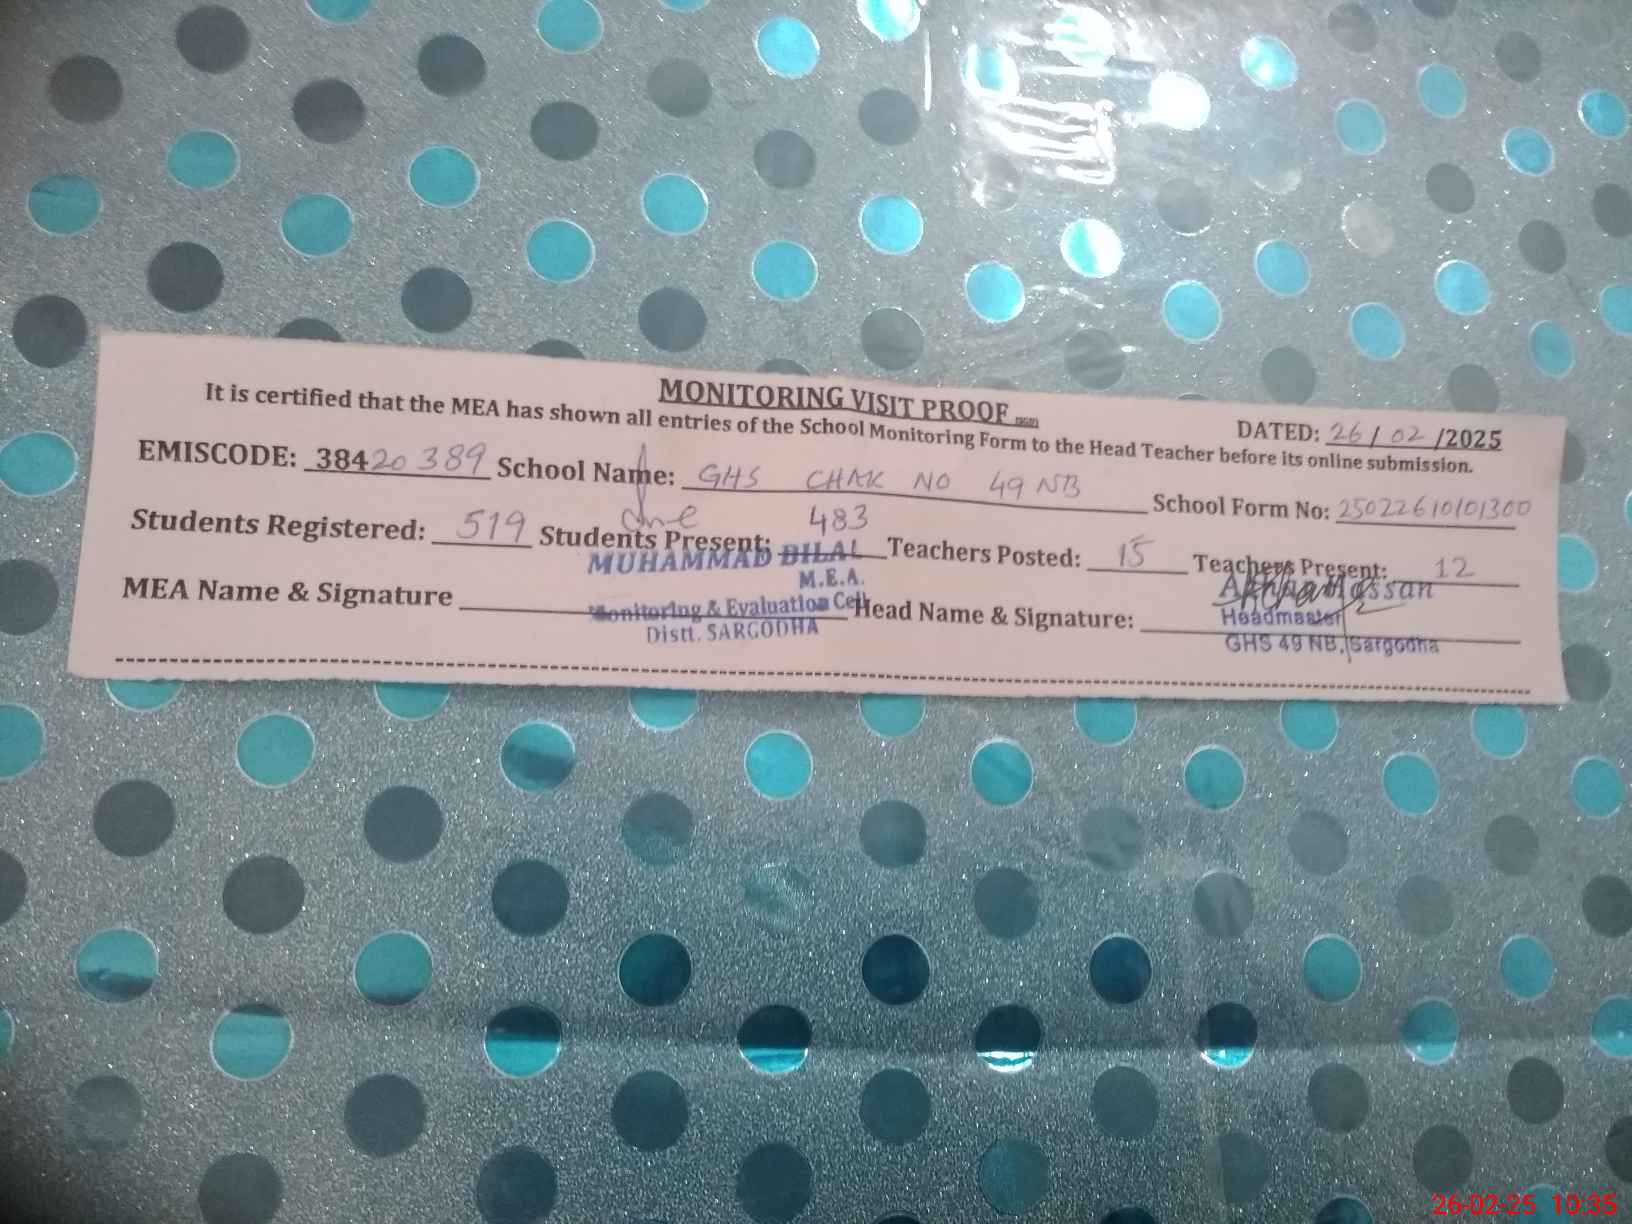 MONITORING VISIT PROOF
DATED: 26/02/2025
It is certified that the MEA has shown all entries of the School Monitoring Form to the Head Teacher before its online submission.
EMISCODE: 38420389 School Name: GHS CHAK NO 49 NB School Form No: 25022610101300
Students Registered: 519 Students Present: 483 Teachers Posted: 15 Teachers Present: 12
MEA Name & Signature Head Name & Signature:
MUHAMMAD BILAL
M.E.A.
Monitoring & Evaluation Cell
Distt. SARGODHA
Hassan
Headmaster
GHS 49 NB, Sargodha
26-02-25 10:35